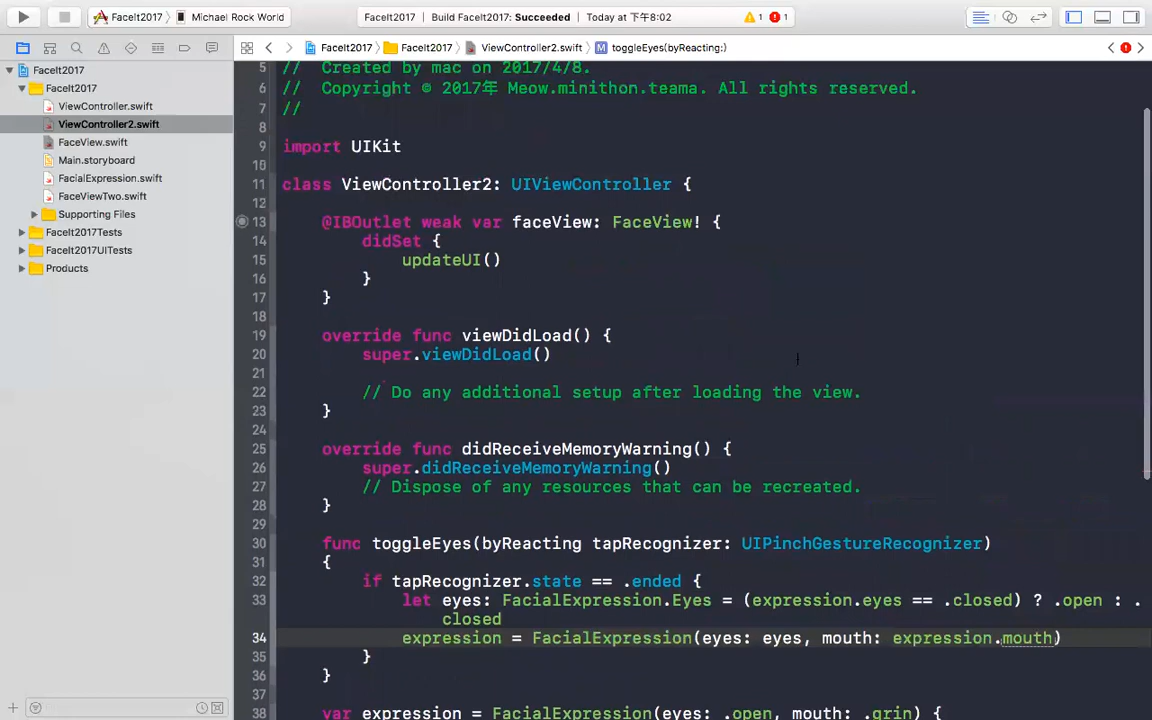 FaceIt2017 Michael Rock World FaceIt2017 Build FaceIt2017: Succeeded Today at 下午8:02 1 1
FaceIt2017 FaceIt2017 ViewController2.swift M toggleEyes(byReacting:)
FaceIt2017
FaceIt2017
ViewController.swift
ViewController2.swift
FaceView.swift
Main.storyboard
FacialExpression.swift
FaceViewTwo.swift
Supporting Files
FaceIt2017Tests
FaceIt2017UITests
Products
5 // Created by mac on 2017/4/8.
6 // Copyright © 2017年 Meow.minithon.teama. All rights reserved.
7 //
8
9 import UIKit
10
11 class ViewController2: UIViewController {
12
13 @IBOutlet weak var faceView: FaceView! {
14 didSet {
15 updateUI()
16 }
17 }
18
19 override func viewDidLoad() {
20 super.viewDidLoad()
21
22 // Do any additional setup after loading the view.
23 }
24
25 override func didReceiveMemoryWarning() {
26 super.didReceiveMemoryWarning()
27 // Dispose of any resources that can be recreated.
28 }
29
30 func toggleEyes(byReacting tapRecognizer: UIPinchGestureRecognizer)
31 {
32 if tapRecognizer.state == .ended {
33 let eyes: FacialExpression.Eyes = (expression.eyes == .closed) ? .open : .
closed
34 expression = FacialExpression(eyes: eyes, mouth: expression.mouth)
35 }
36 }
37
38 var expression = FacialExpression(eyes: .open, mouth: .grin) {